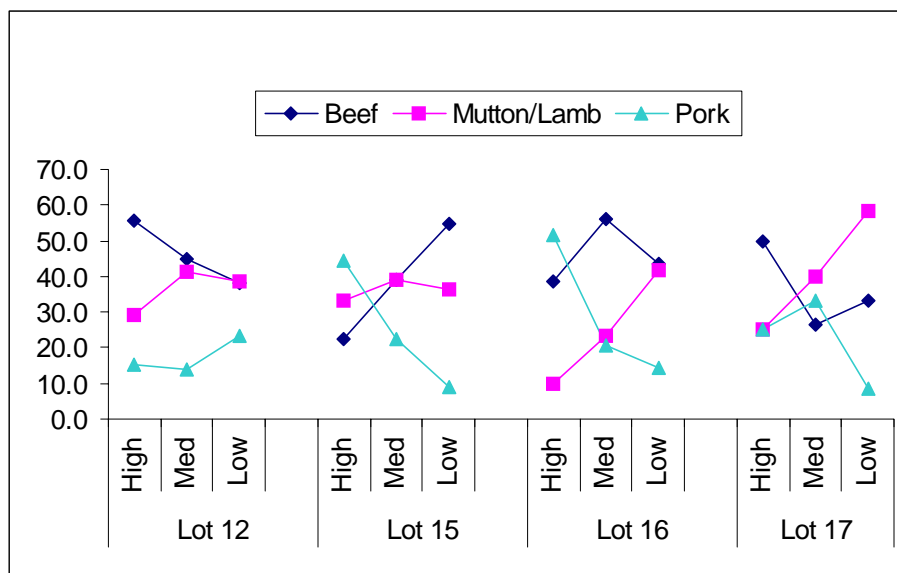 Beef Mutton/Lamb Pork
70.0
60.0
50.0
40.0
30.0
20.0
10.0
0.0
High Med Low High Med Low High Med Low High Med Low
Lot 12 Lot 15 Lot 16 Lot 17